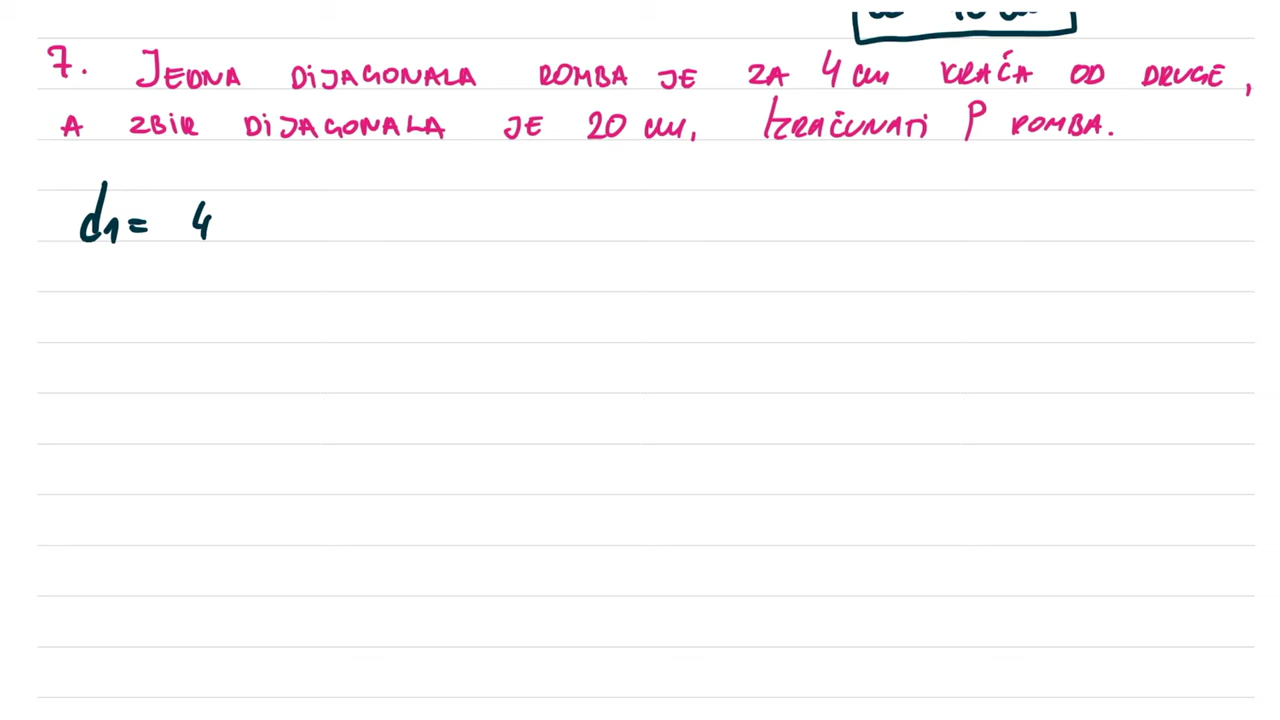 7. JEDNA DIJAGONALA ROMBA JE ZA 4 cm KRAĆA OD DRUGE,
A ZBIR DIJAGONALA JE 20 cm. IZRAČUNATI P ROMBA.
d1 = 4